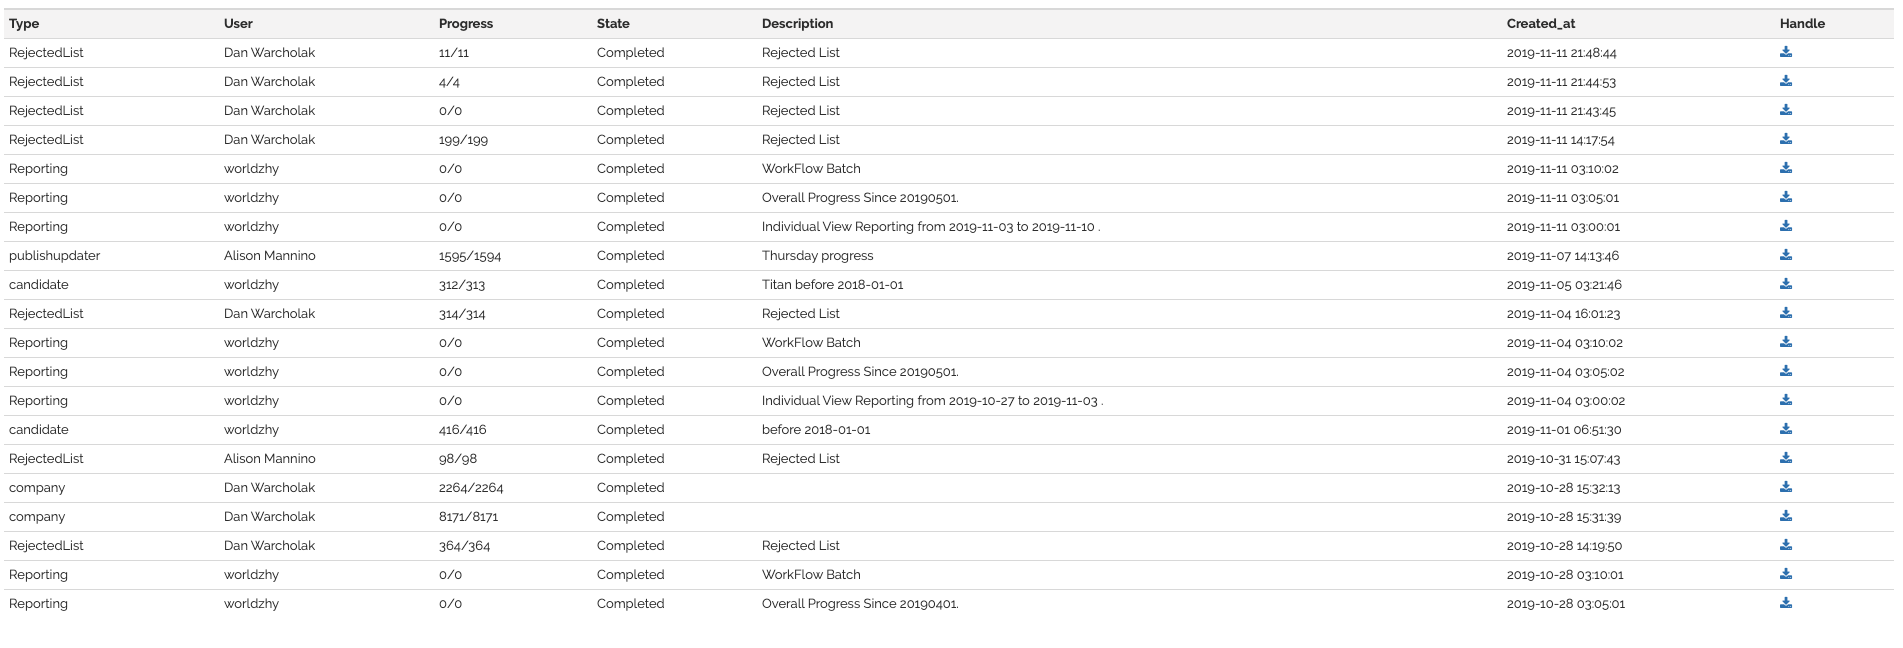 Type User Progress State Description Created_at Handle
RejectedList Dan Warcholak 11/11 Completed Rejected List 2019-11-11 21:48:44
RejectedList Dan Warcholak 4/4 Completed Rejected List 2019-11-11 21:44:53
RejectedList Dan Warcholak 0/0 Completed Rejected List 2019-11-11 21:43:45
RejectedList Dan Warcholak 199/199 Completed Rejected List 2019-11-11 14:17:54
Reporting worldzhy 0/0 Completed WorkFlow Batch 2019-11-11 03:10:02
Reporting worldzhy 0/0 Completed Overall Progress Since 20190501. 2019-11-11 03:05:01
Reporting worldzhy 0/0 Completed Individual View Reporting from 2019-11-03 to 2019-11-10 . 2019-11-11 03:00:01
publishupdater Alison Mannino 1595/1594 Completed Thursday progress 2019-11-07 14:13:46
candidate worldzhy 312/313 Completed Titan before 2018-01-01 2019-11-05 03:21:46
RejectedList Dan Warcholak 314/314 Completed Rejected List 2019-11-04 16:01:23
Reporting worldzhy 0/0 Completed WorkFlow Batch 2019-11-04 03:10:02
Reporting worldzhy 0/0 Completed Overall Progress Since 20190501. 2019-11-04 03:05:02
Reporting worldzhy 0/0 Completed Individual View Reporting from 2019-10-27 to 2019-11-03 . 2019-11-04 03:00:02
candidate worldzhy 416/416 Completed before 2018-01-01 2019-11-01 06:51:30
RejectedList Alison Mannino 98/98 Completed Rejected List 2019-10-31 15:07:43
company Dan Warcholak 2264/2264 Completed 2019-10-28 15:32:13
company Dan Warcholak 8171/8171 Completed 2019-10-28 15:31:39
RejectedList Dan Warcholak 364/364 Completed Rejected List 2019-10-28 14:19:50
Reporting worldzhy 0/0 Completed WorkFlow Batch 2019-10-28 03:10:01
Reporting worldzhy 0/0 Completed Overall Progress Since 20190401. 2019-10-28 03:05:01